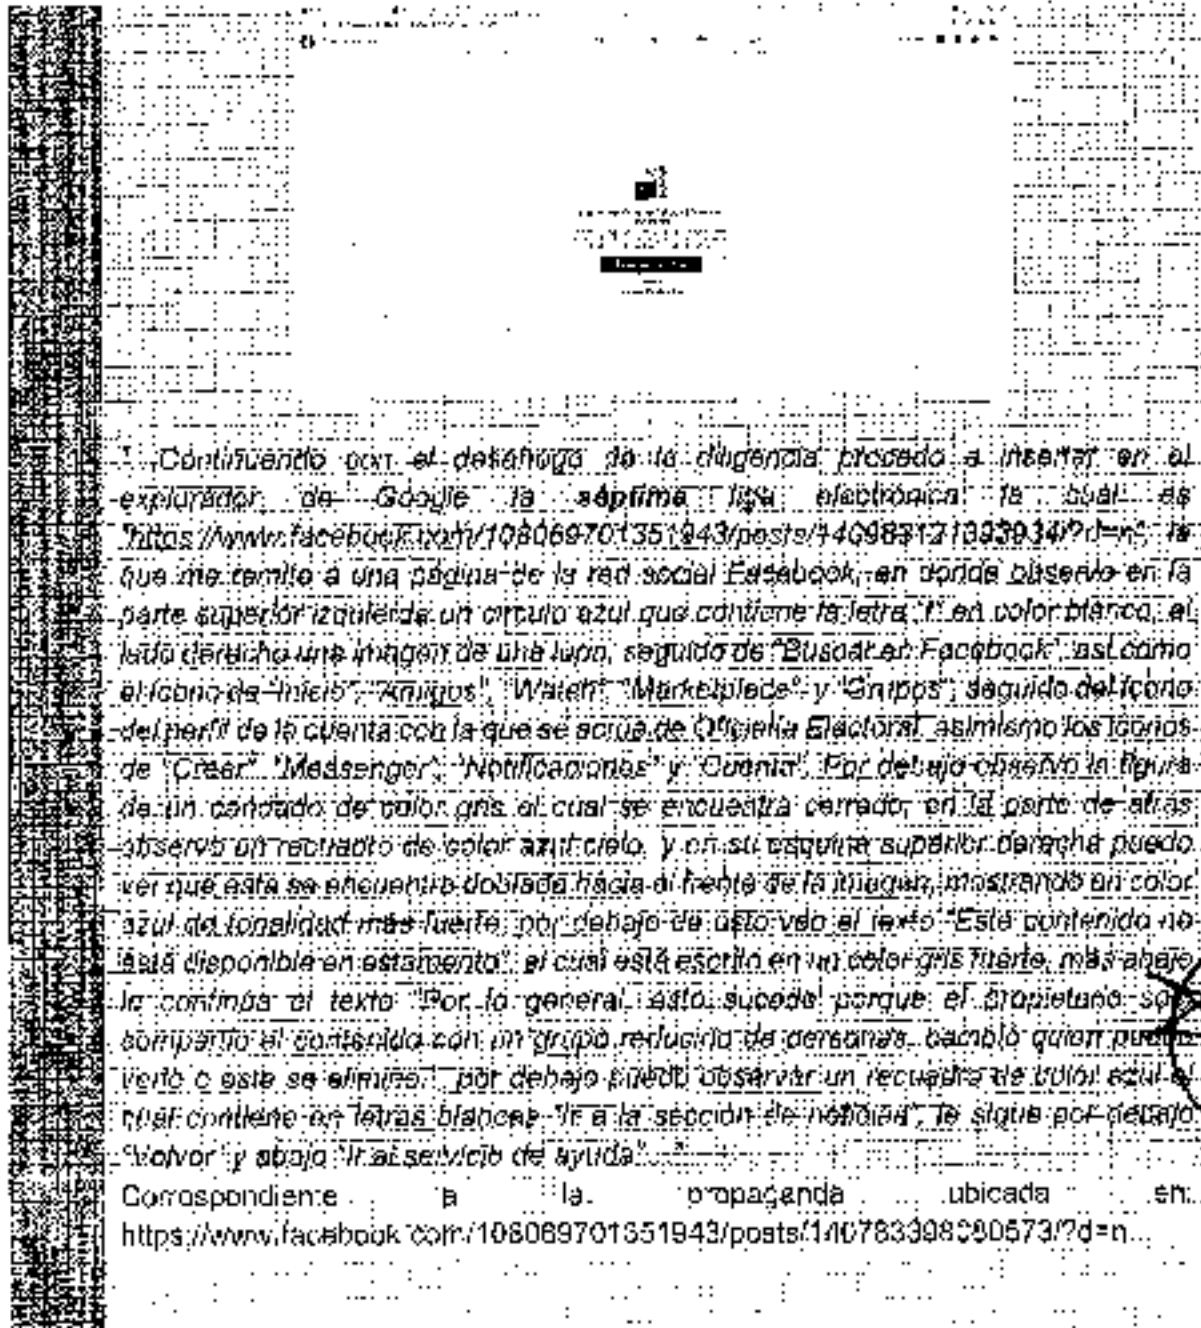 "...Continuando con el desahogo de la diligencia procedo a insertar en el
explorador de Google la séptima liga electrónica la cual es
"https://www.facebook.com/108069701351943/posts/140983121393934/?d=n", la
que me remite a una página de la red social Facebook, en donde observo en la
parte superior izquierda un círculo azul que contiene la letra "f" en color blanco, al
lado derecho una imagen de una lupa, seguido de "Buscar en Facebook", así como
el ícono de "Inicio", "Amigos", "Watch", "Marketplace" y "Grupos", seguido del ícono
del perfil de la cuenta con la que se actúa de Oficialía Electoral, asimismo los íconos
de "Crear", "Messenger", "Notificaciones" y "Cuenta". Por debajo observo la figura
de un candado de color gris el cual se encuentra cerrado, en la parte de atrás
observo un recuadro de color azul cielo, y en su esquina superior derecha puedo
ver que esta se encuentra doblada hacia el frente de la imagen, mostrando un color
azul de tonalidad más fuerte, por debajo de esto veo el texto "Este contenido no
está disponible en este momento", el cual está escrito en un color gris fuerte, más abajo
le continúa el texto "Por lo general, esto sucede porque el propietario solo
compartió el contenido con un grupo reducido de personas, cambió quien puede
verlo o este se eliminó.", por debajo puedo observar un recuadro de color azul el
cual contiene en letras blancas "Ir a la sección de noticias", le sigue por debajo
"Volver" y abajo "Ir al servicio de ayuda"..."
Correspondiente a la propaganda ubicada en:
https://www.facebook.com/108069701351943/posts/140783398080573/?d=n